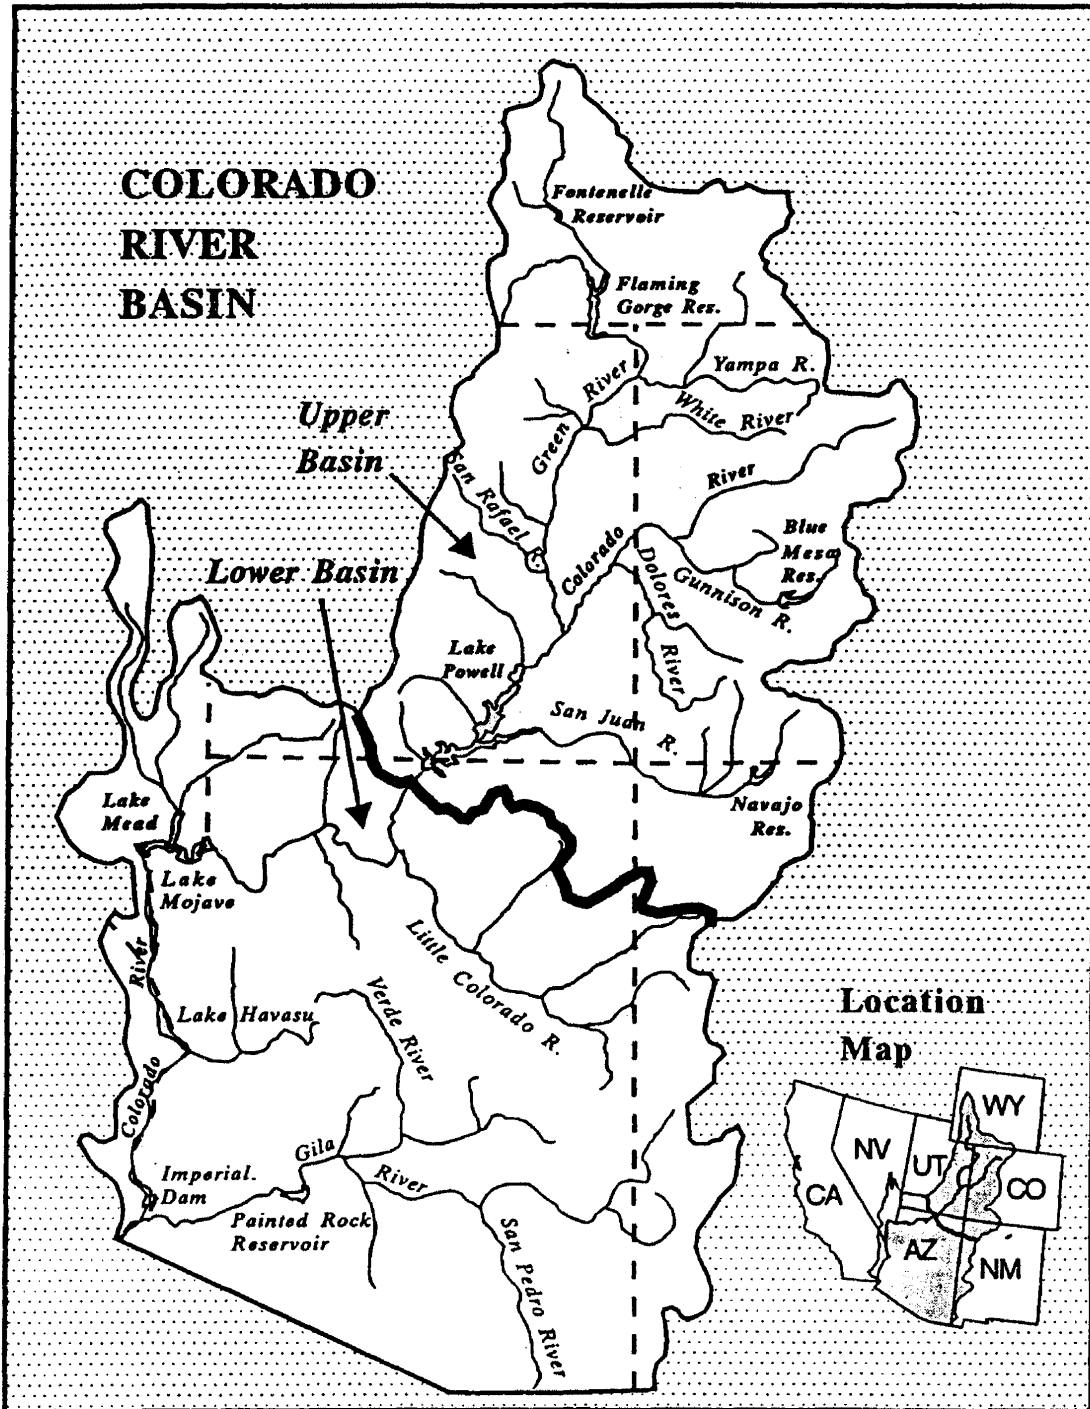 COLORADO
RIVER
BASIN
Fontenelle
Reservoir
Flaming
Gorge Res.
Yampa R.
White River
Green River
Upper
Basin
San Rafael R.
River
Colorado
Blue
Mesa
Res.
Gunnison R.
Dolores
River
Lower Basin
Lake
Powell
San Juan R.
Navajo
Res.
Lake
Mead
Lake
Mojave
River
Colorado
Little Colorado R.
Lake Havasu
Verde River
Gila
River
Imperial.
Dam
Painted Rock
Reservoir
San Pedro River
Location
Map
WY
NV
UT
CO
CA
AZ
NM